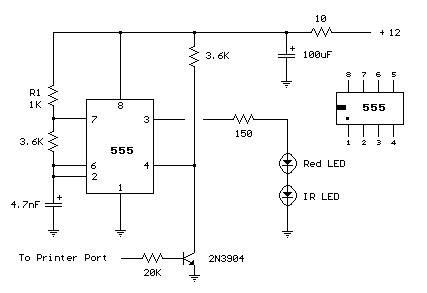 10
+ 12
3.6K
+
100uF
8 7 6 5
555
1 2 3 4
R1
1K
8
7
3
150
3.6K
555
6
4
2
1
Red LED
IR LED
+
4.7nF
To Printer Port
20K
2N3904